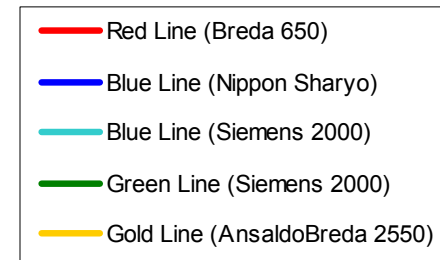 Red Line (Breda 650)
Blue Line (Nippon Sharyo)
Blue Line (Siemens 2000)
Green Line (Siemens 2000)
Gold Line (AnsaldoBreda 2550)